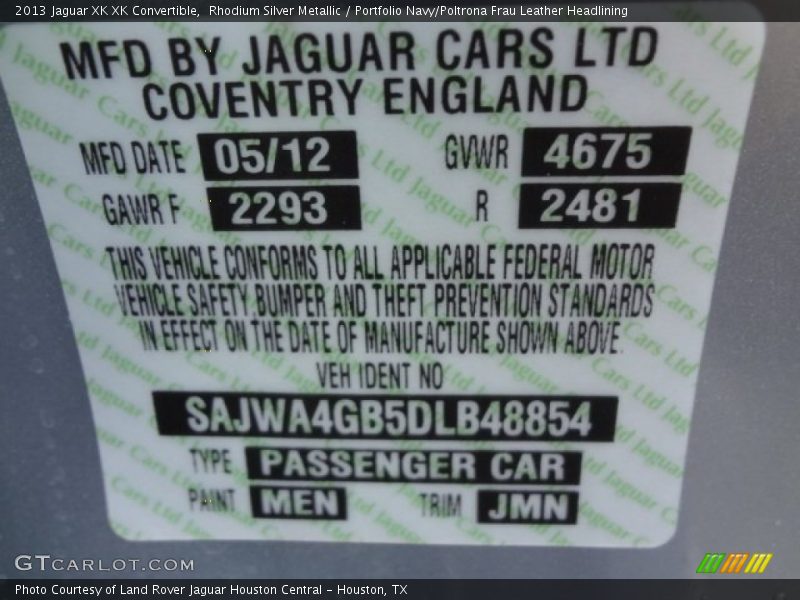 2013 Jaguar XK XK Convertible, Rhodium Silver Metallic / Portfolio Navy/Poltrona Frau Leather Headlining
MFD BY JAGUAR CARS LTD
COVENTRY ENGLAND
MFD DATE 05/12 GVWR 4675
GAWR F 2293 R 2481
THIS VEHICLE CONFORMS TO ALL APPLICABLE FEDERAL MOTOR
VEHICLE SAFETY,BUMPER AND THEFT PREVENTION STANDARDS
IN EFFECT ON THE DATE OF MANUFACTURE SHOWN ABOVE.
VEH IDENT NO
SAJWA4GB5DLB48854
TYPE PASSENGER CAR
PAINT MEN TRIM JMN
GTCARLOT.COM
Photo Courtesy of Land Rover Jaguar Houston Central – Houston, TX